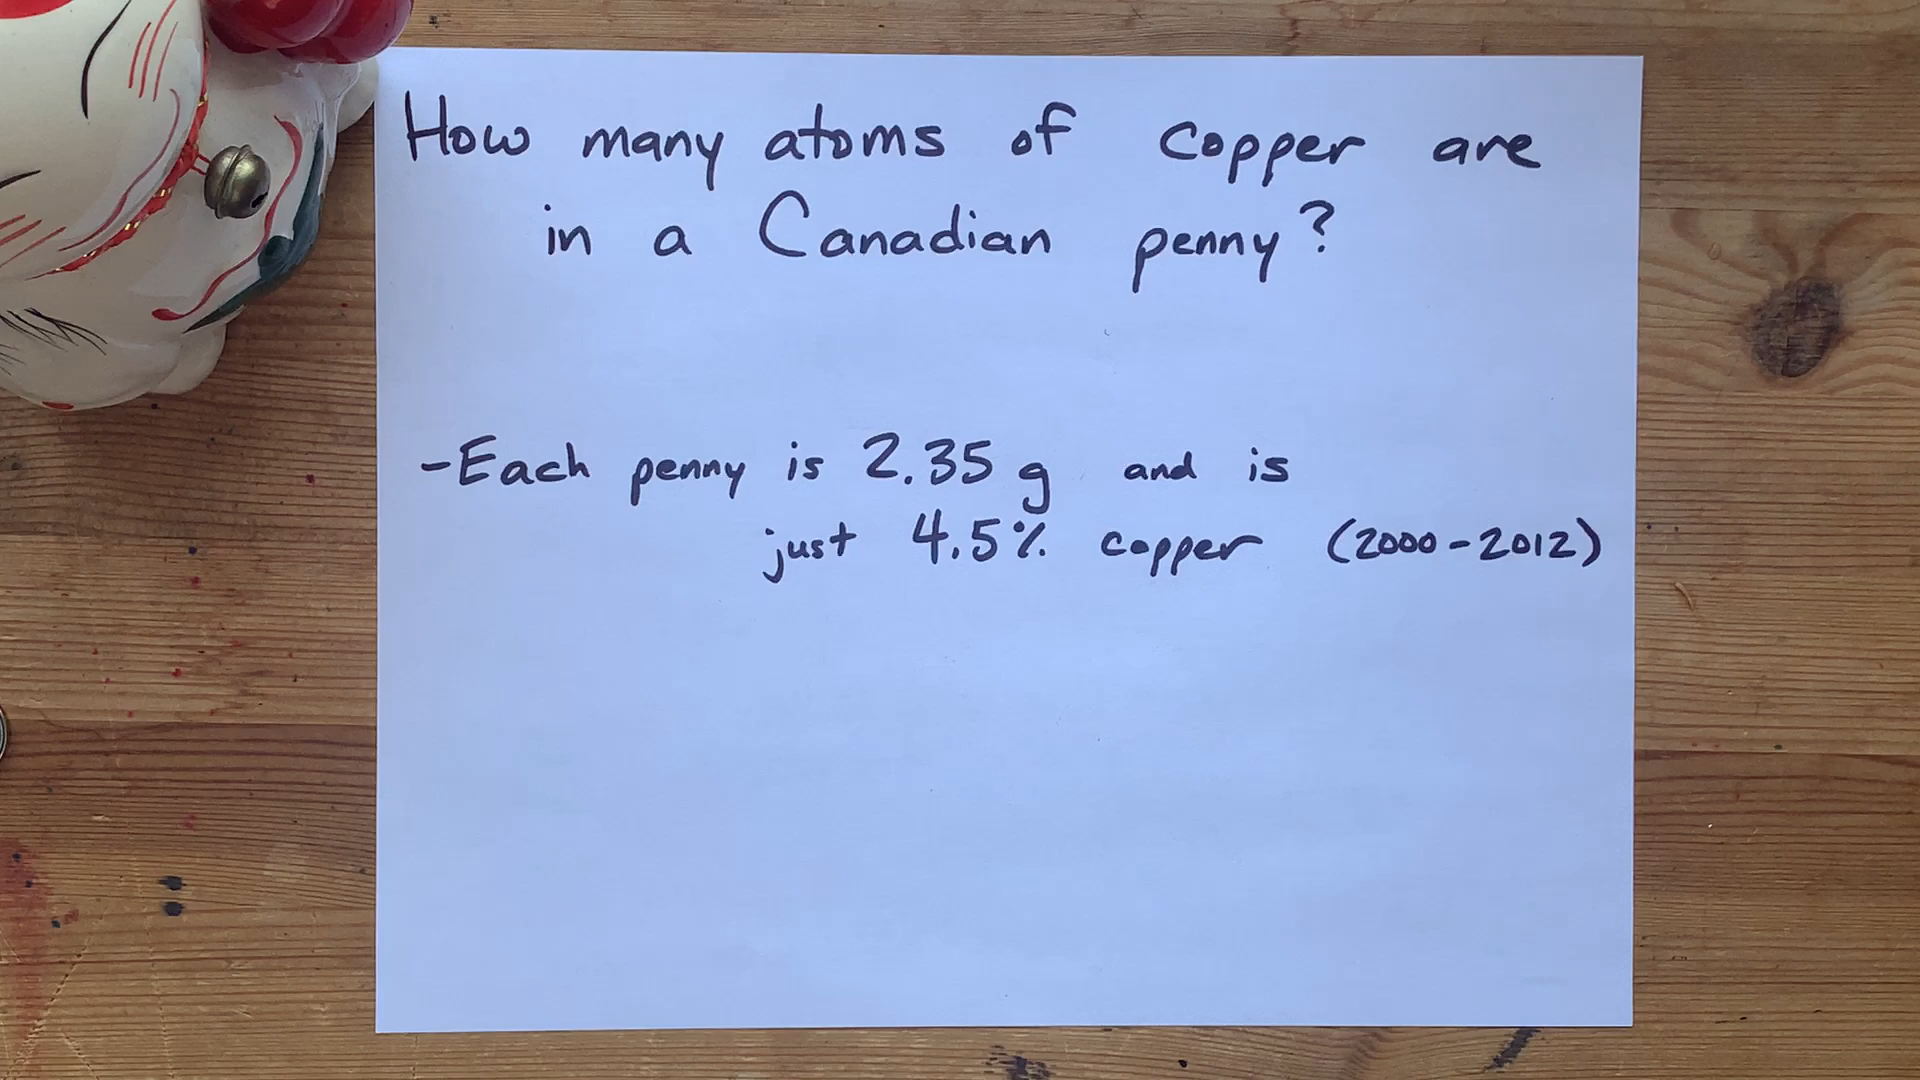 How many atoms of copper are
in a Canadian penny?
-Each penny is 2.35 g and is
just 4.5% copper (2000-2012)